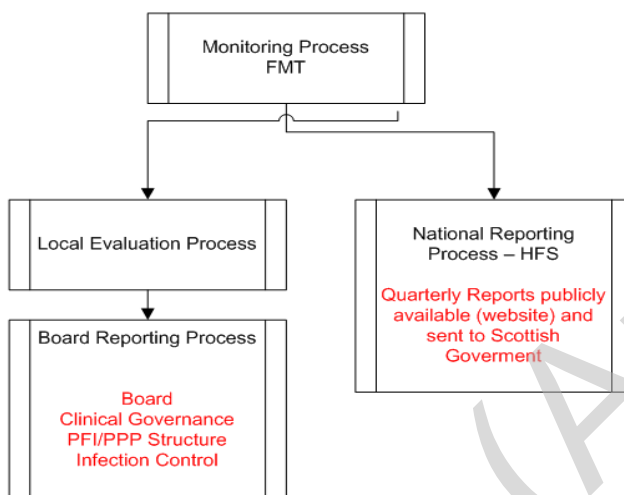 Monitoring Process
FMT
Local Evaluation Process
National Reporting
Process – HFS
Quarterly Reports publicly
available (website) and
sent to Scottish
Goverment
Board Reporting Process
Board
Clinical Governance
PFI/PPP Structure
Infection Control
(A